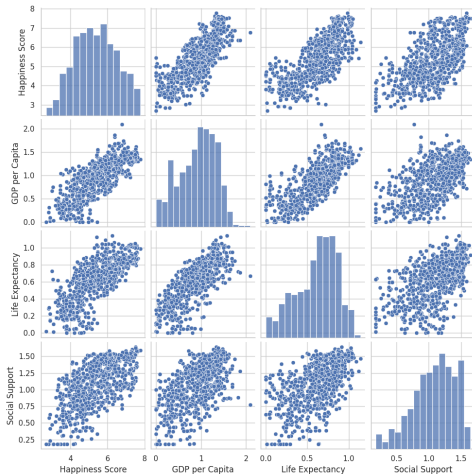 8
7
6
5
4
3
Happiness Score
2.0
1.5
1.0
0.5
0.0
GDP per Capita
1.0
0.8
0.6
0.4
0.2
0.0
Life Expectancy
1.50
1.25
1.00
0.75
0.50
0.25
Social Support
4 6 8
0 1 2
0.0 0.5 1.0
0.5 1.0 1.5
Happiness Score GDP per Capita Life Expectancy Social Support